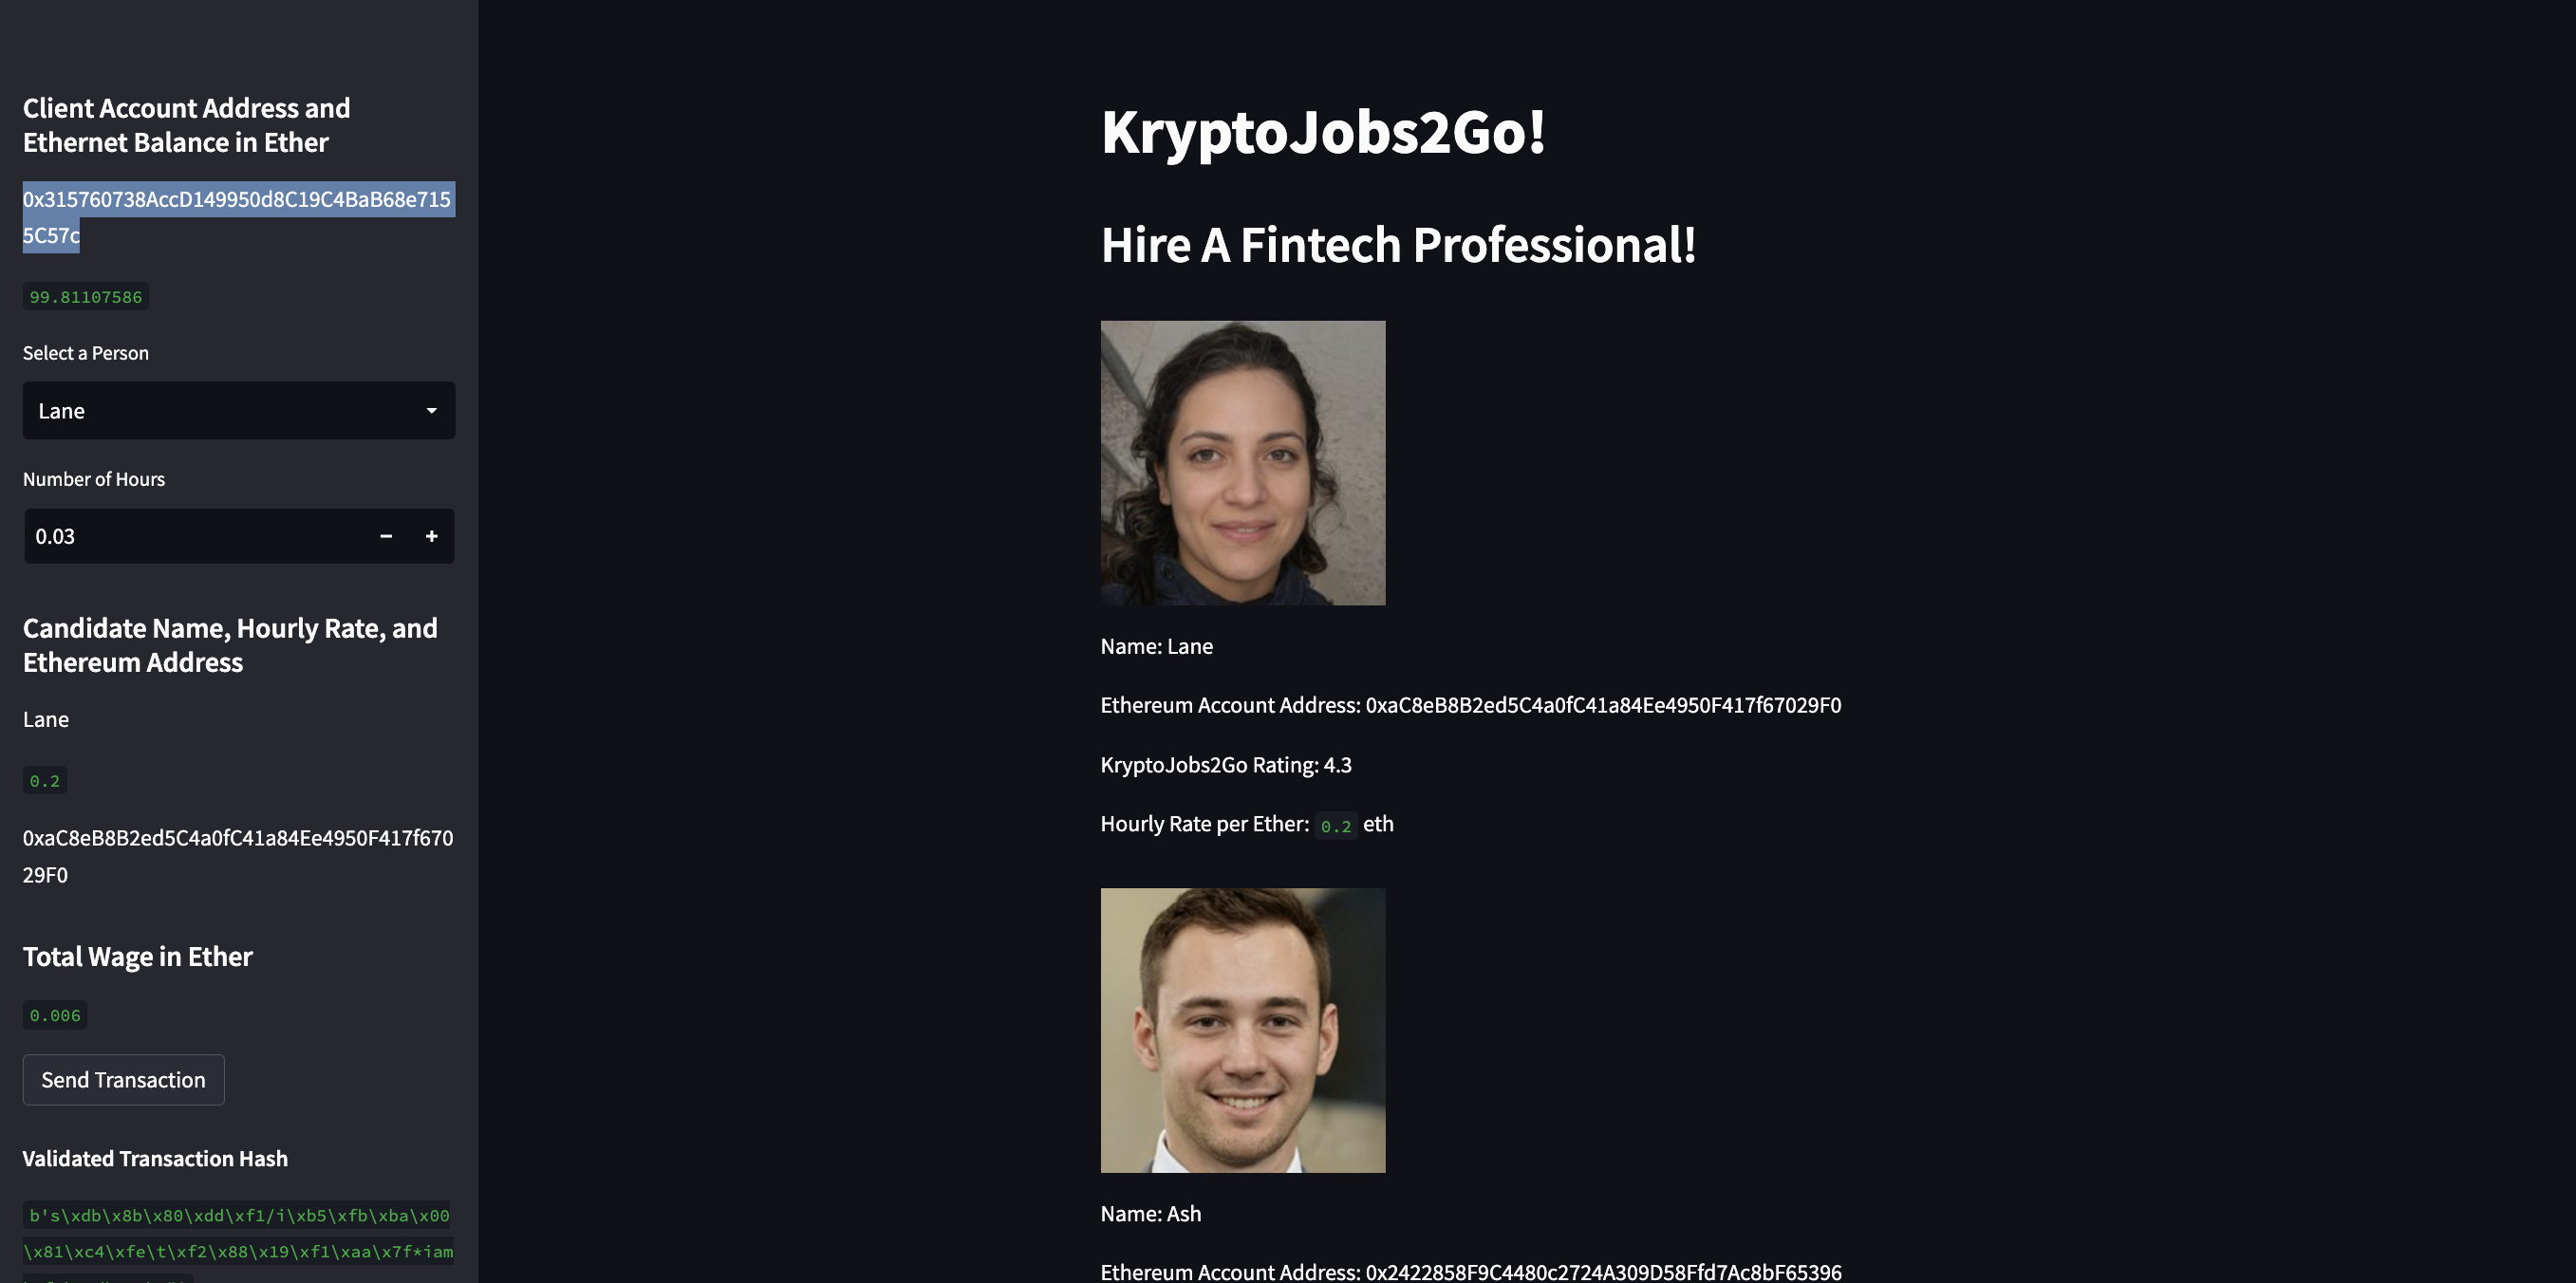 Client Account Address and
Ethernet Balance in Ether
0x315760738AccD149950d8C19C4BaB68e715
5C57c
99.81107586
Select a Person
Lane
Number of Hours
0.03
Candidate Name, Hourly Rate, and
Ethereum Address
Lane
0.2
0xaC8eB8B2ed5C4a0fC41a84Ee4950F417f670
29F0
Total Wage in Ether
0.006
Send Transaction
Validated Transaction Hash
b's\xdb\x8b\x80\xdd\xf1/i\xb5\xfb\xba\x00
\x81\xc4\xfe\t\xf2\x88\x19\xf1\xaa\x7f*iam
KryptoJobs2Go!
Hire A Fintech Professional!
Name: Lane
Ethereum Account Address: 0xaC8eB8B2ed5C4a0fC41a84Ee4950F417f67029F0
KryptoJobs2Go Rating: 4.3
Hourly Rate per Ether: 0.2 eth
Name: Ash
Ethereum Account Address: 0x2422858F9C4480c2724A309D58Ffd7Ac8bF65396